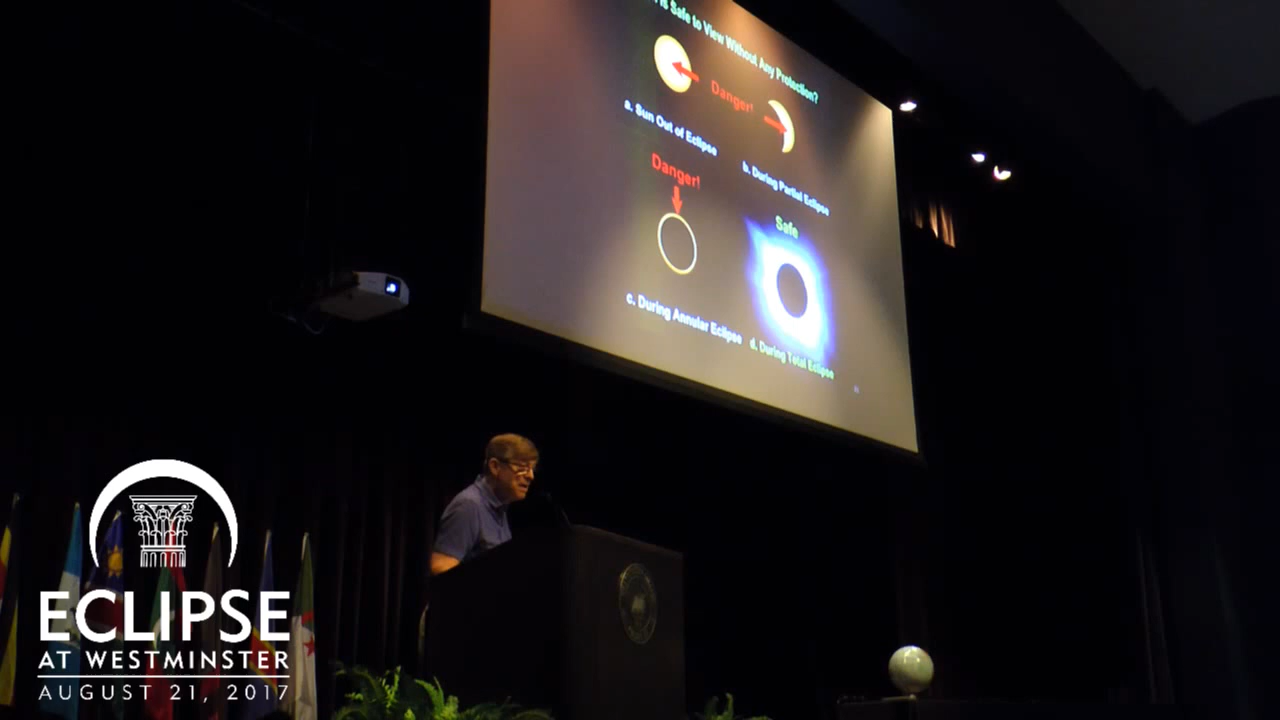 is Safe to View Without Any Protection?
Danger!
a. Sun Out of Eclipse
b. During Partial Eclipse
Danger!
Safe
c. During Annular Eclipse
d. During Total Eclipse
ECLIPSE
AT WESTMINSTER
AUGUST 21, 2017